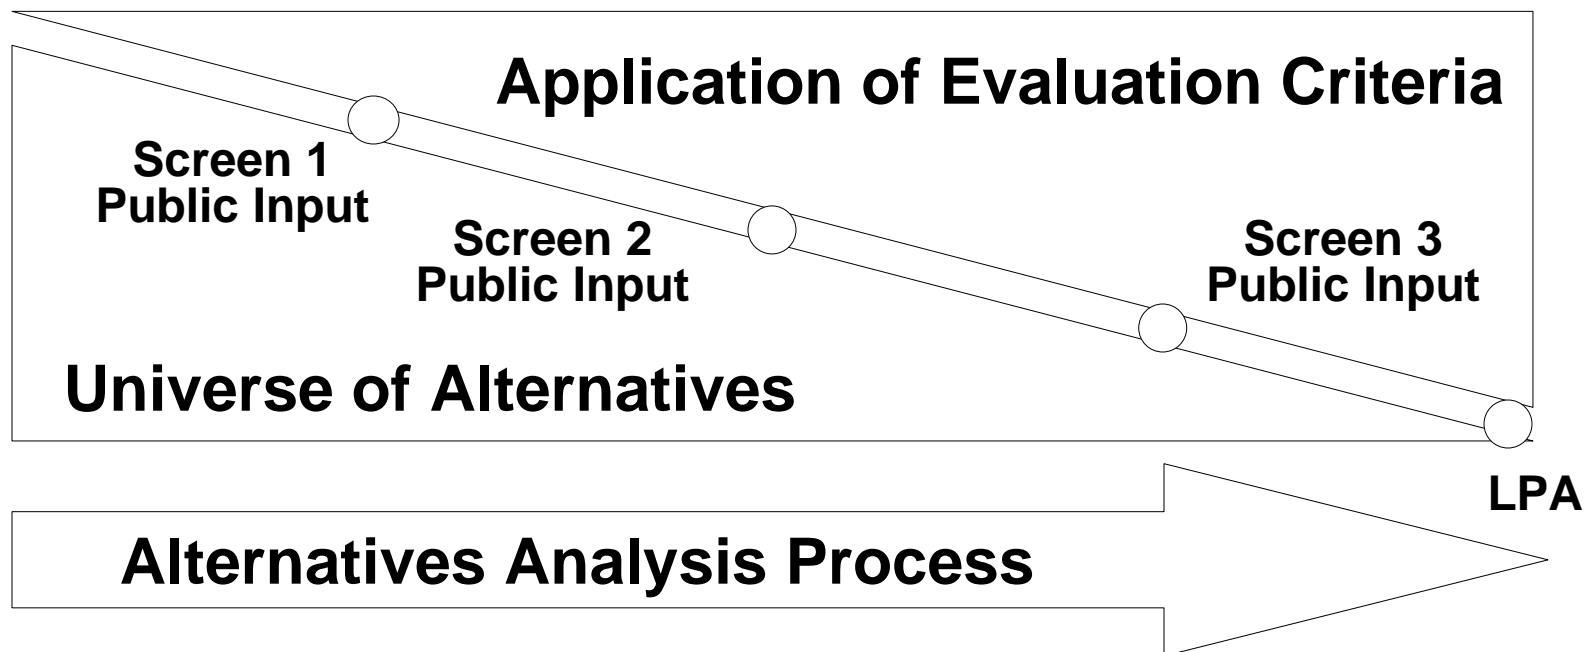 Application of Evaluation Criteria
Screen 1
Public Input
Screen 2
Public Input
Screen 3
Public Input
Universe of Alternatives
LPA
Alternatives Analysis Process